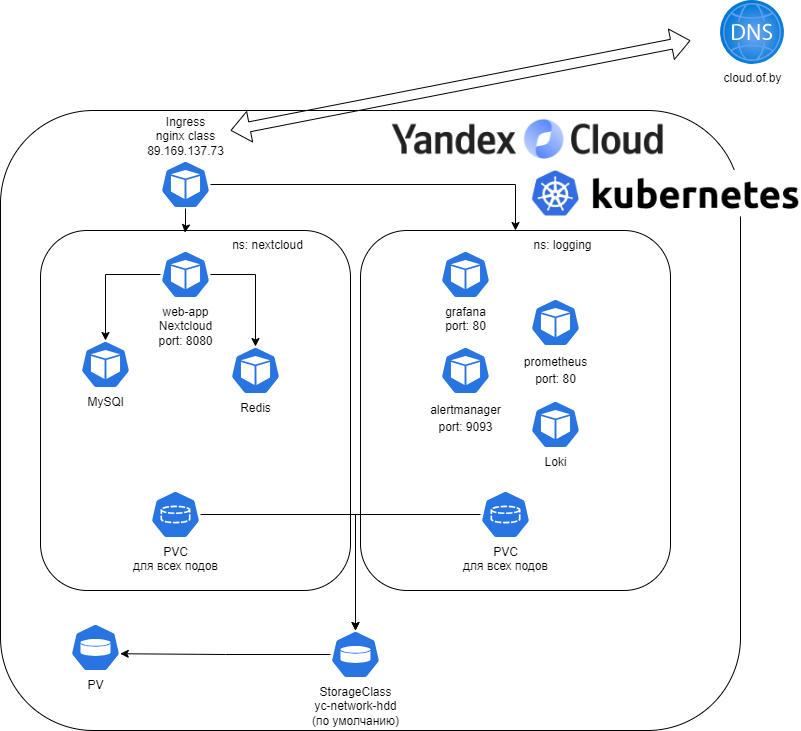 DNS
cloud.of.by
Ingress
nginx class
89.169.137.73
Yandex Cloud
kubernetes
ns: nextcloud
ns: logging
web-app
Nextcloud
port: 8080
grafana
port: 80
prometheus
port: 80
MySQl
Redis
alertmanager
port: 9093
Loki
PVC
для всех подов
PVC
для всех подов
PV
StorageClass
yc-network-hdd
(по умолчанию)